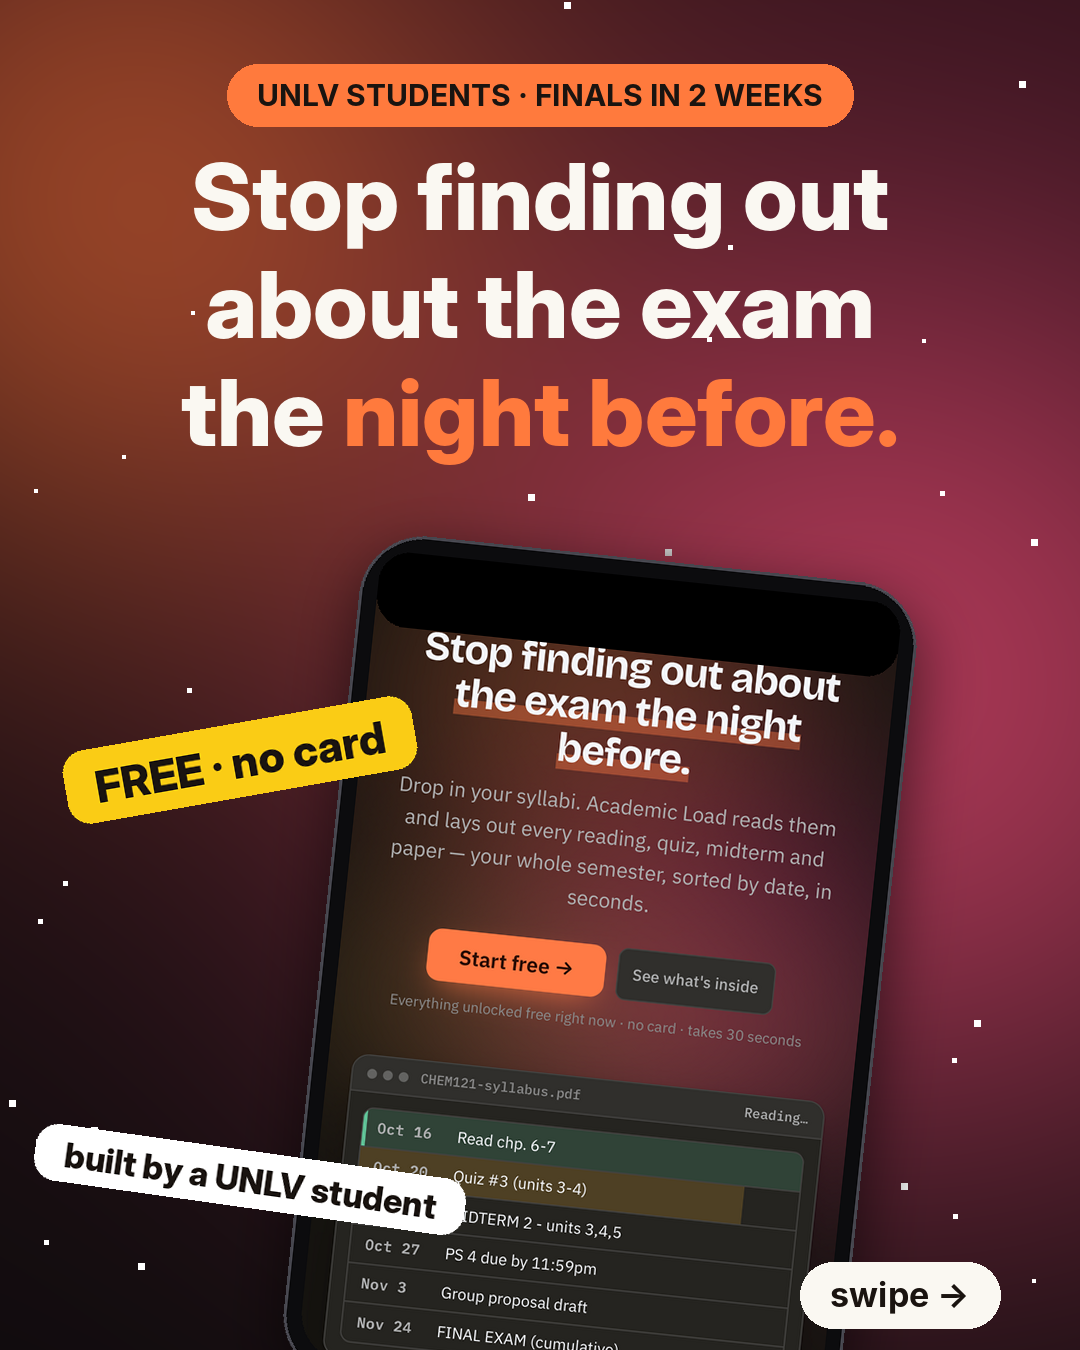 UNLV STUDENTS · FINALS IN 2 WEEKS
Stop finding out
about the exam
the night before.
Stop finding out about
the exam the night
before.
FREE · no card
Drop in your syllabi. Academic Load reads them
and lays out every reading, quiz, midterm and
paper — your whole semester, sorted by date, in
seconds.
Start free →
See what's inside
Everything unlocked free right now · no card · takes 30 seconds
CHEM121-syllabus.pdf
Reading…
Oct 16 Read chp. 6-7
Oct 20 Quiz #3 (units 3-4)
IDTERM 2 - units 3,4,5
built by a UNLV student
Oct 27 PS 4 due by 11:59pm
Nov 3 Group proposal draft
Nov 24 FINAL EXAM (cumulative)
swipe →